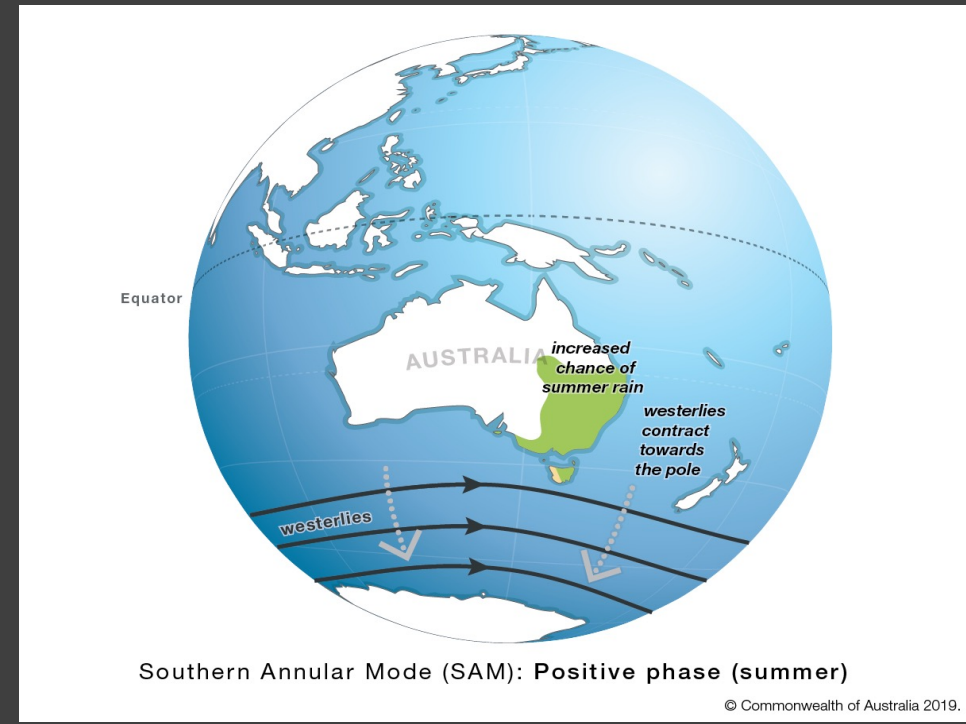 Equator
AUSTRALIA
increased
chance of
summer rain
westerlies
contract
towards
the pole
westerlies
Southern Annular Mode (SAM): Positive phase (summer)
© Commonwealth of Australia 2019.